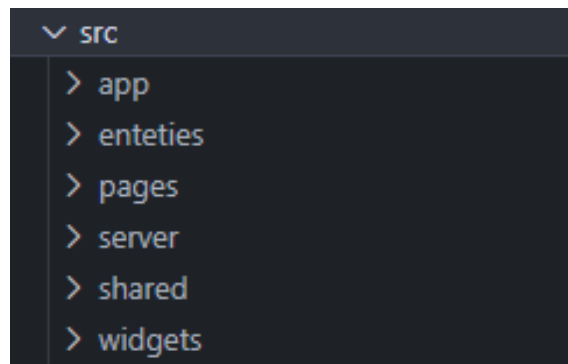 src
app
enteties
pages
server
shared
widgets